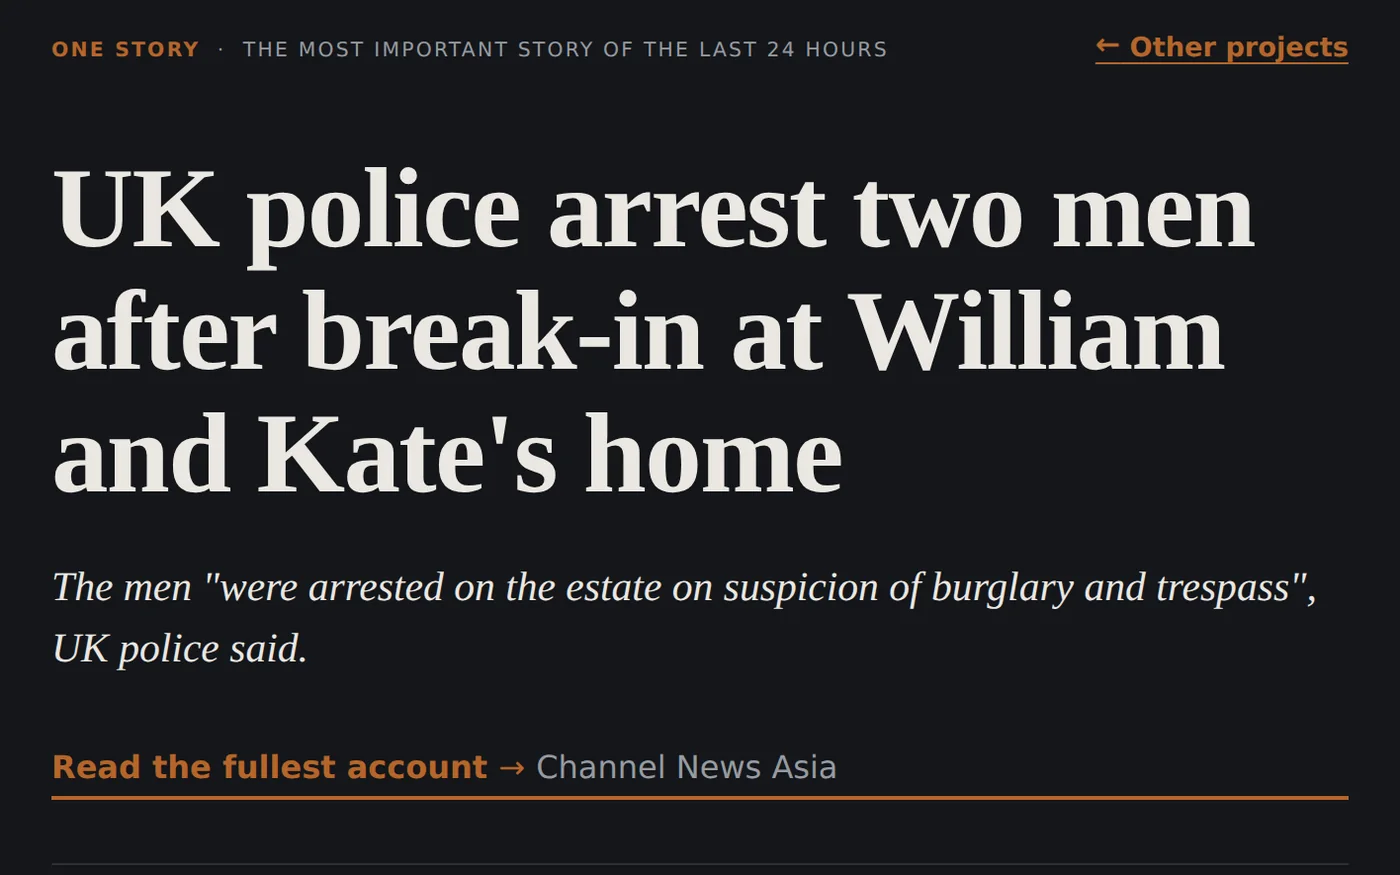 ONE STORY · THE MOST IMPORTANT STORY OF THE LAST 24 HOURS
← Other projects
UK police arrest two men
after break-in at William
and Kate's home
The men "were arrested on the estate on suspicion of burglary and trespass",
UK police said.
Read the fullest account → Channel News Asia